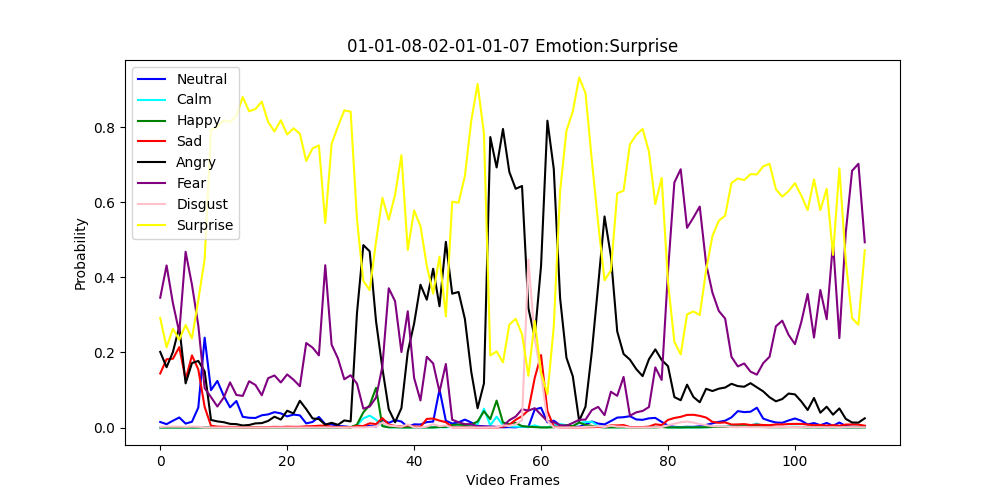 01-01-08-02-01-01-07 Emotion:Surprise
Neutral
Calm
Happy
Sad
Angry
Fear
Disgust
Surprise
Probability
0.8
0.6
0.4
0.2
0.0
0 20 40 60 80 100
Video Frames